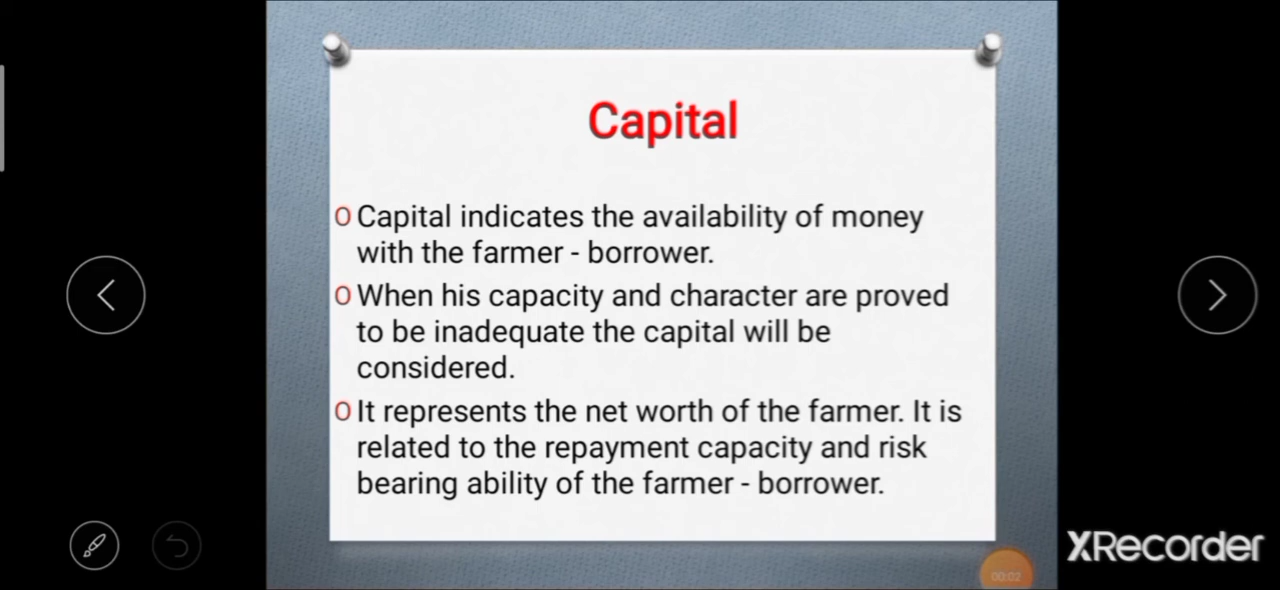 Capital
O Capital indicates the availability of money
with the farmer - borrower.
O When his capacity and character are proved
to be inadequate the capital will be
considered.
O It represents the net worth of the farmer. It is
related to the repayment capacity and risk
bearing ability of the farmer - borrower.
XRecorder
00:02